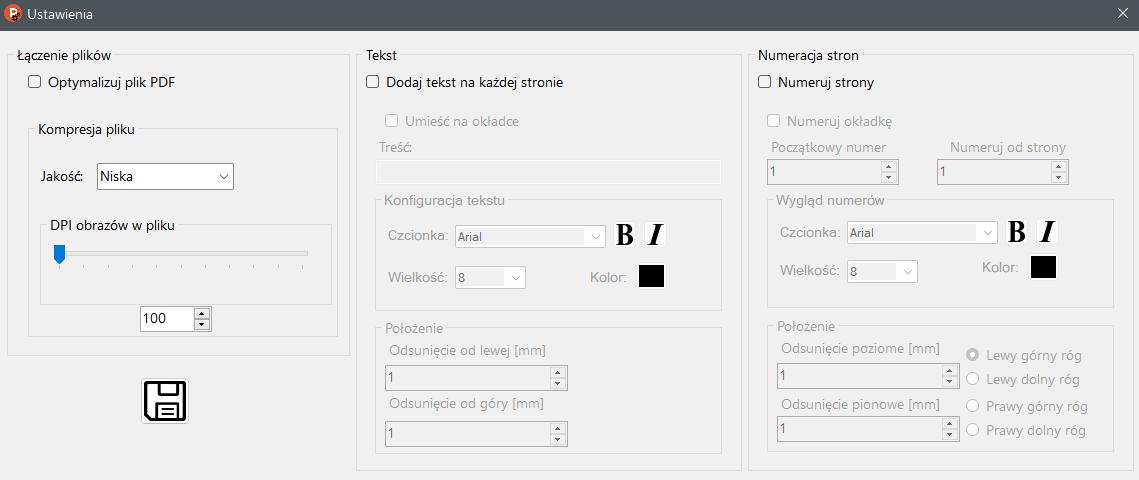 Ustawienia
Łączenie plików
Optymalizuj plik PDF
Kompresja pliku
Jakość: Niska
DPI obrazów w pliku
100
Tekst
Dodaj tekst na każdej stronie
Umieść na okładce
Treść:
Konfiguracja tekstu
Czcionka: Arial B I
Wielkość: 8 Kolor:
Położenie
Odsunięcie od lewej [mm]
1
Odsunięcie od góry [mm]
1
Numeracja stron
Numeruj strony
Numeruj okładkę
Początkowy numer Numeruj od strony
1 1
Wygląd numerów
Czcionka: Arial B I
Wielkość: 8 Kolor:
Położenie
Odsunięcie poziome [mm]
1
Odsunięcie pionowe [mm]
1
Lewy górny róg
Lewy dolny róg
Prawy górny róg
Prawy dolny róg